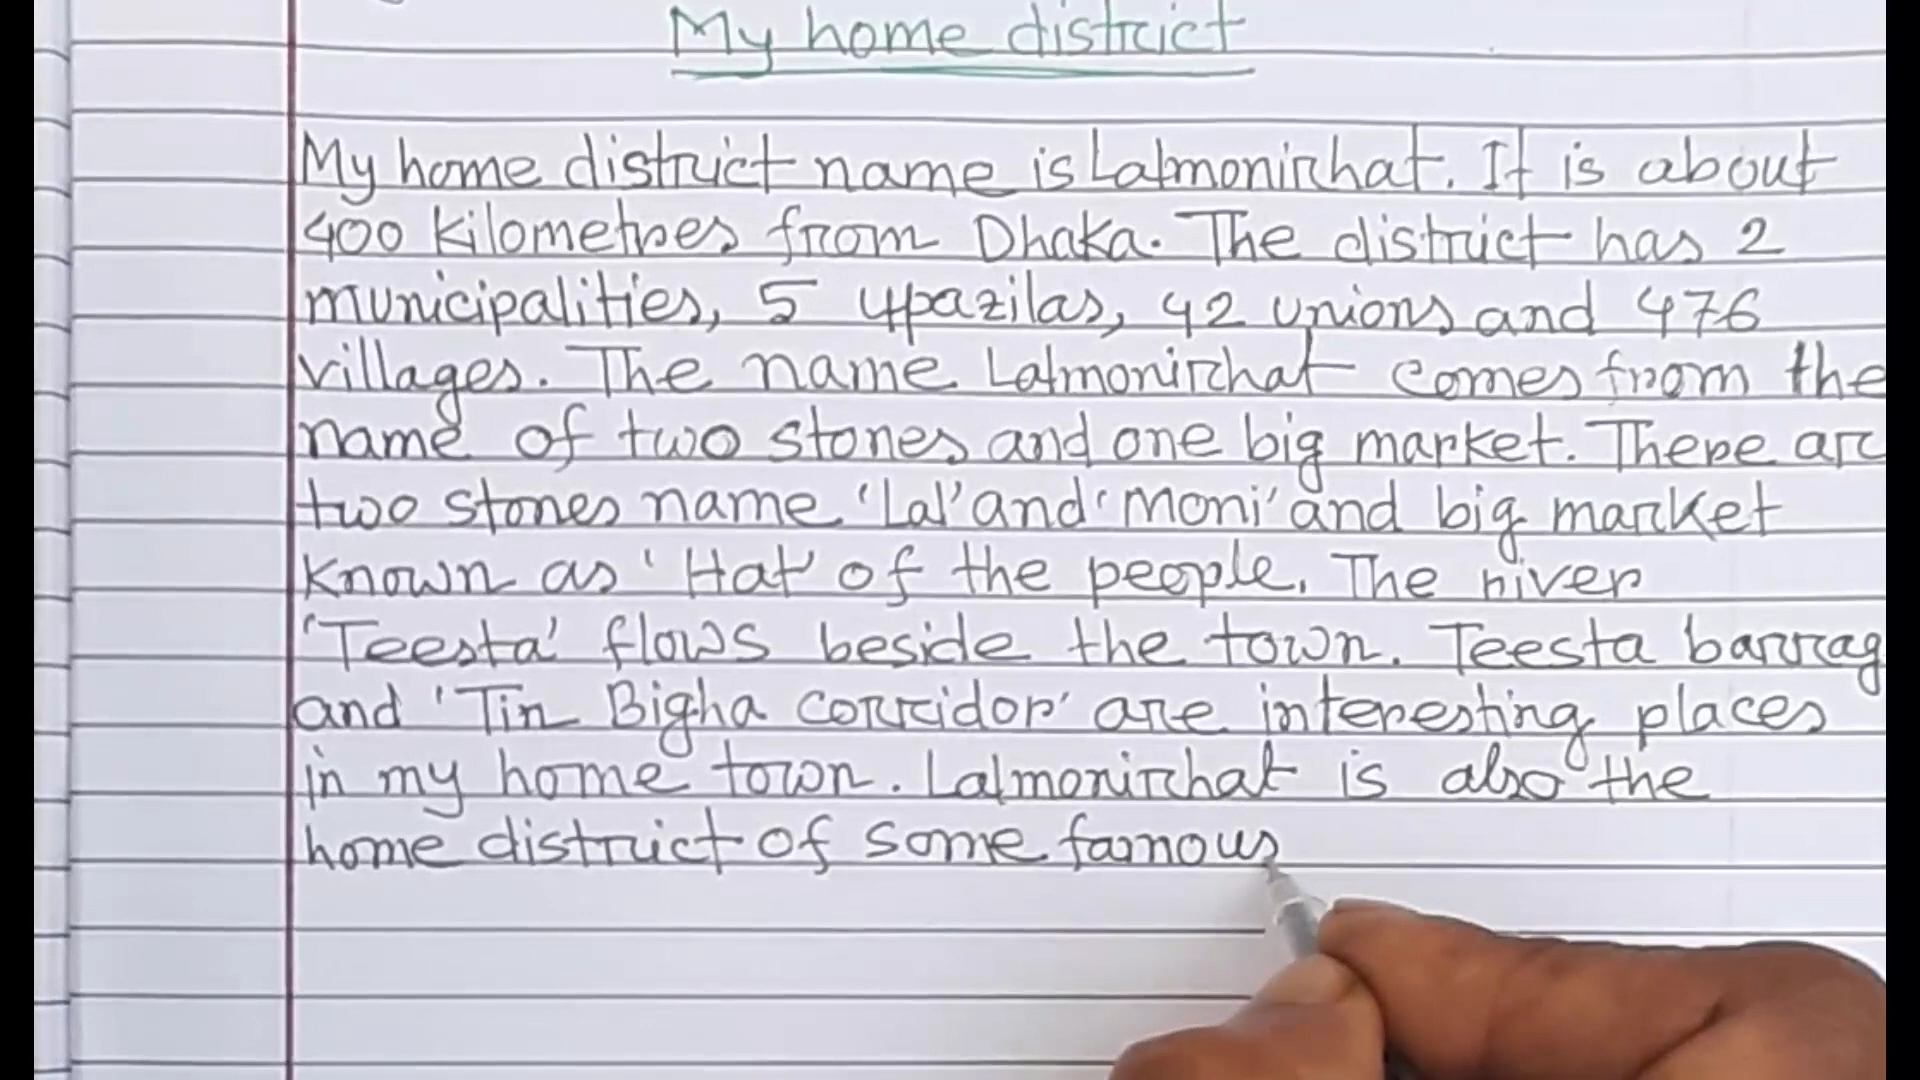 My home district
My home district name is Lalmonirhat. It is about
400 kilometres from Dhaka. The district has 2
municipalities, 5 upazilas, 42 unions and 476
villages. The name Lalmonirhat comes from the
name of two stones and one big market. There are
two stones name 'Lal' and 'Moni' and big market
known as 'Hat' of the people. The river
'Teesta' flows beside the town. Teesta barrag
and 'Tin Bigha corridor' are interesting places
in my home town. Lalmonirhat is also the
home district of some famous